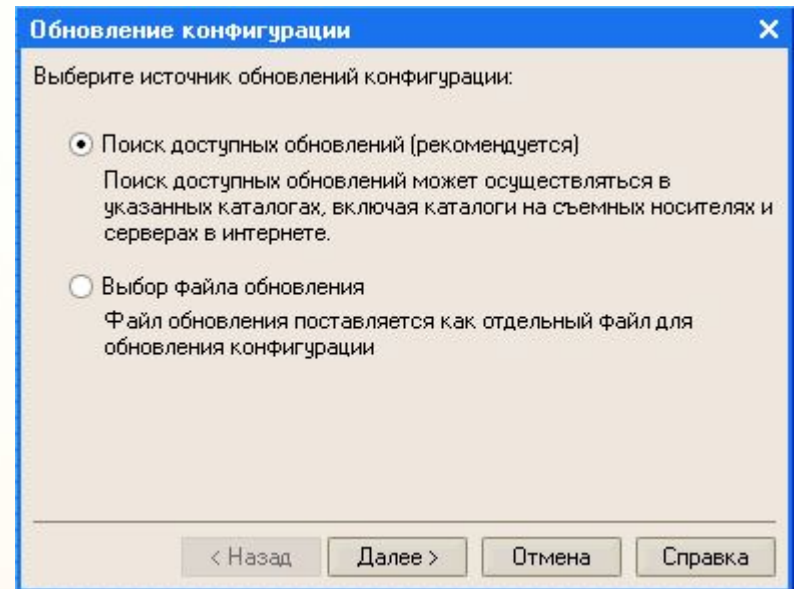 Обновление конфигурации
Выберите источник обновлений конфигурации:
Поиск доступных обновлений (рекомендуется)
Поиск доступных обновлений может осуществляться в
указанных каталогах, включая каталоги на съемных носителях и
серверах в интернете.
Выбор файла обновления
Файл обновления поставляется как отдельный файл для
обновления конфигурации
< Назад Далее > Отмена Справка